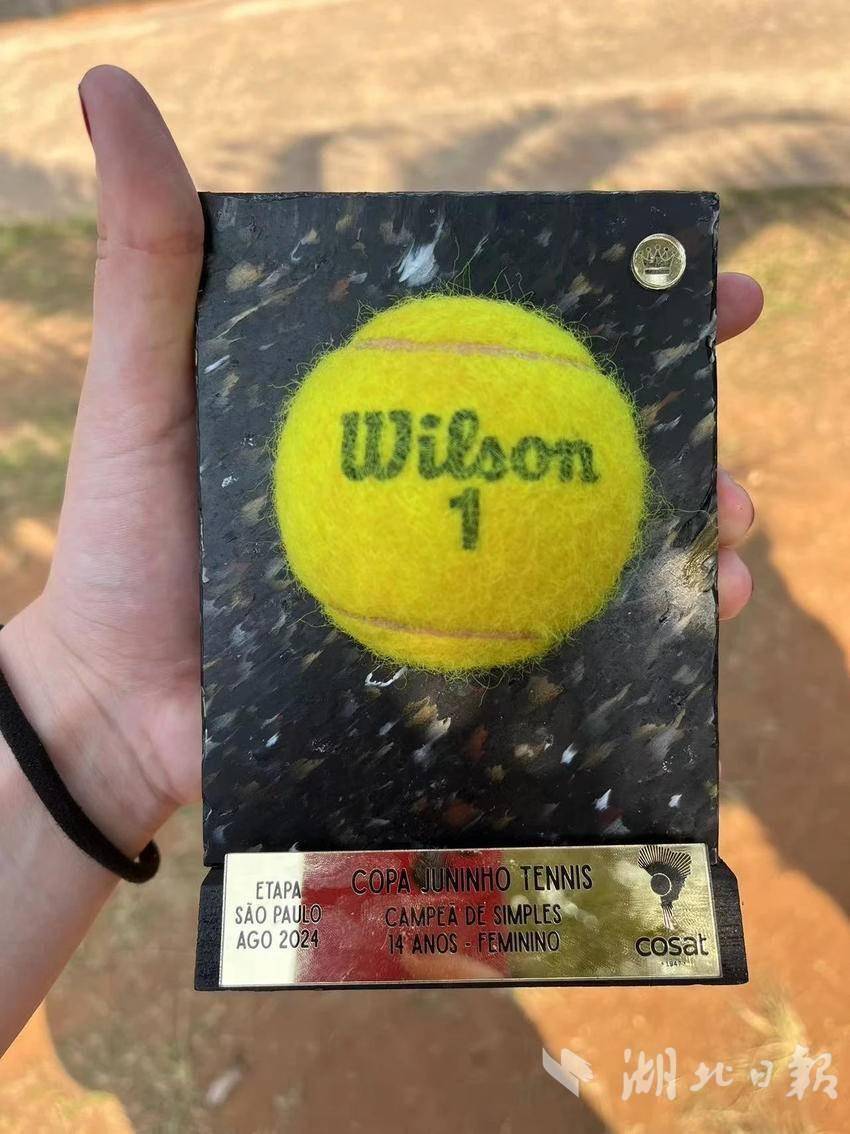 Wilson
1
ETAPA
SÃO PAULO
AGO 2024
COPA JUNINHO TENNIS
CAMPEÃ DE SIMPLES
14 ANOS - FEMININO
cosat
湖北日报